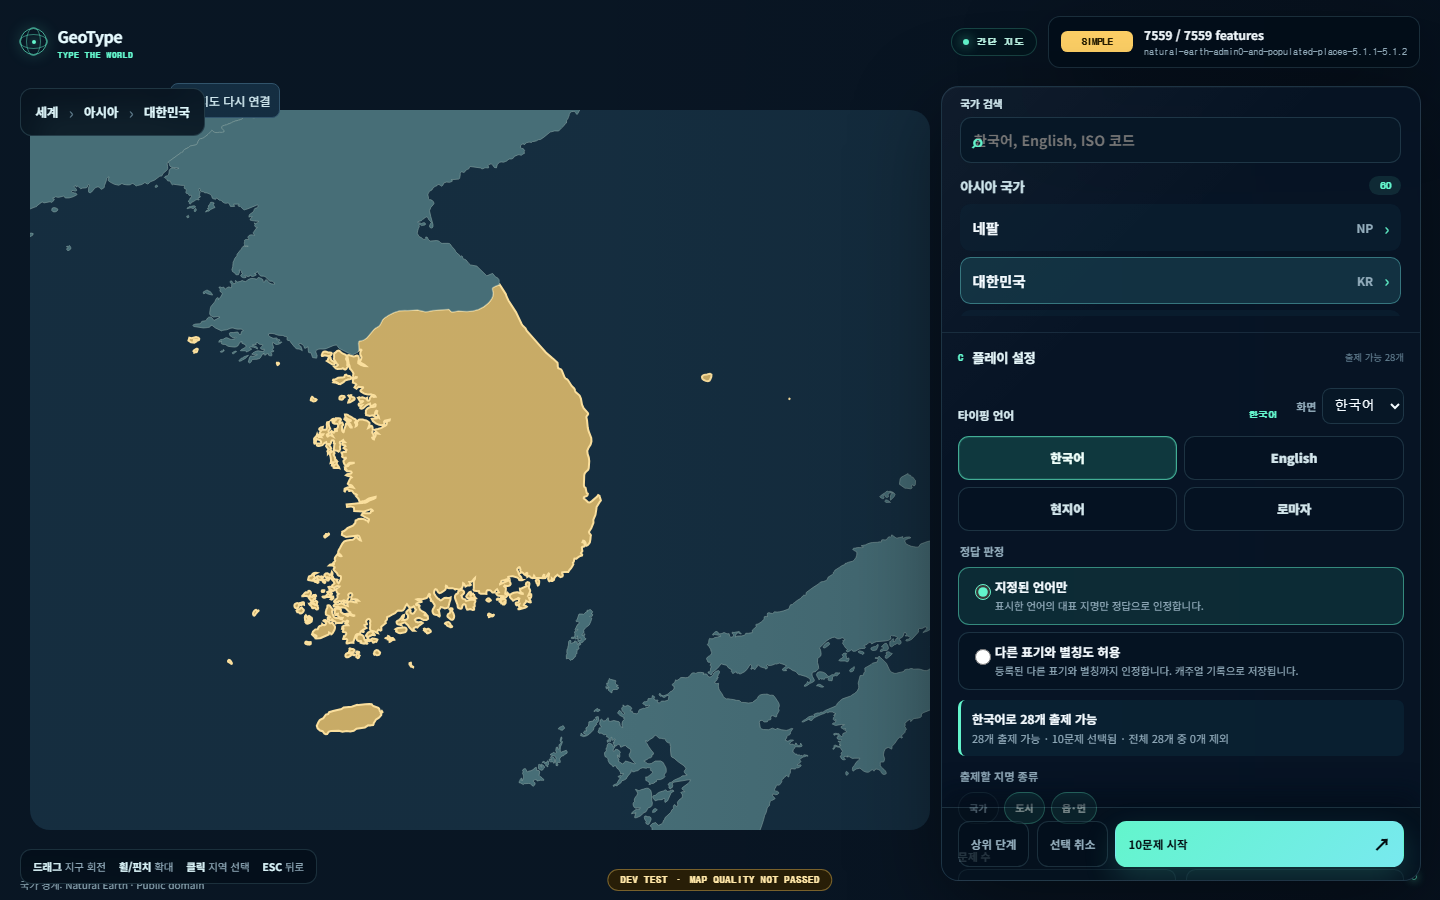 GeoType
TYPE THE WORLD
간단 지도
SIMPLE
7559 / 7559 features
natural-earth-admin0-and-populated-places-5.1.1-5.1.2
세계 › 아시아 › 대한민국
도 다시 연결
국가 검색
한국어, English, ISO 코드
아시아 국가
60
네팔 NP ›
대한민국 KR ›
C 플레이 설정
출제 가능 28개
타이핑 언어
한국어
화면
한국어
한국어
English
현지어
로마자
정답 판정
지정된 언어만
표시한 언어의 대표 지명만 정답으로 인정합니다.
다른 표기와 별칭도 허용
등록된 다른 표기와 별칭까지 인정합니다. 캐주얼 기록으로 저장됩니다.
한국어로 28개 출제 가능
28개 출제 가능 · 10문제 선택됨 · 전체 28개 중 0개 제외
출제할 지명 종류
국가
도시
읍·면
상위 단계
선택 취소
10문제 시작 ↗
문제 수
드래그 지구 회전 휠/핀치 확대 클릭 지역 선택 ESC 뒤로
국가 경계: Natural Earth · Public domain
DEV TEST · MAP QUALITY NOT PASSED